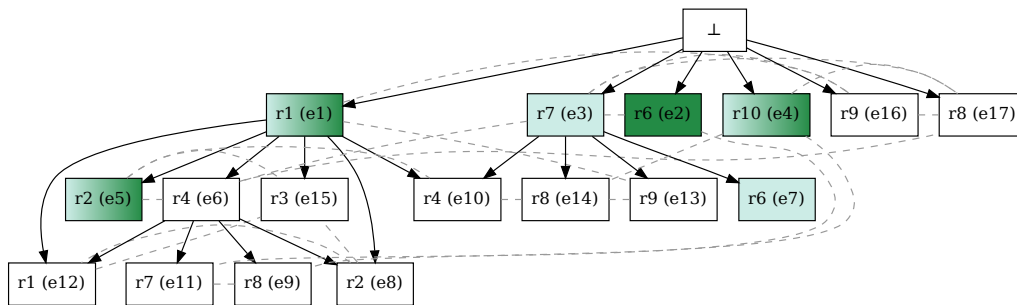 ⊥
r1 (e1)
r7 (e3)
r6 (e2)
r10 (e4)
r9 (e16)
r8 (e17)
r2 (e5)
r4 (e6)
r3 (e15)
r4 (e10)
r8 (e14)
r9 (e13)
r6 (e7)
r1 (e12)
r7 (e11)
r8 (e9)
r2 (e8)